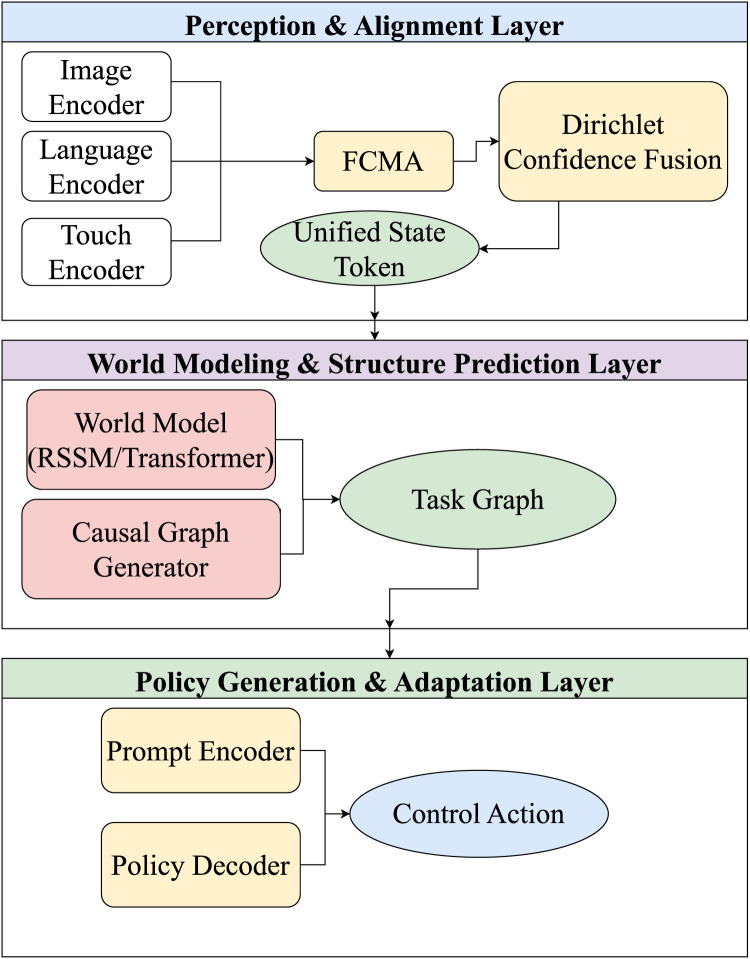 Perception & Alignment Layer
Image
Encoder
Language
Encoder
Touch
Encoder
FCMA
Dirichlet
Confidence Fusion
Unified State
Token
World Modeling & Structure Prediction Layer
World Model
(RSSM/Transformer)
Causal Graph
Generator
Task Graph
Policy Generation & Adaptation Layer
Prompt Encoder
Policy Decoder
Control Action